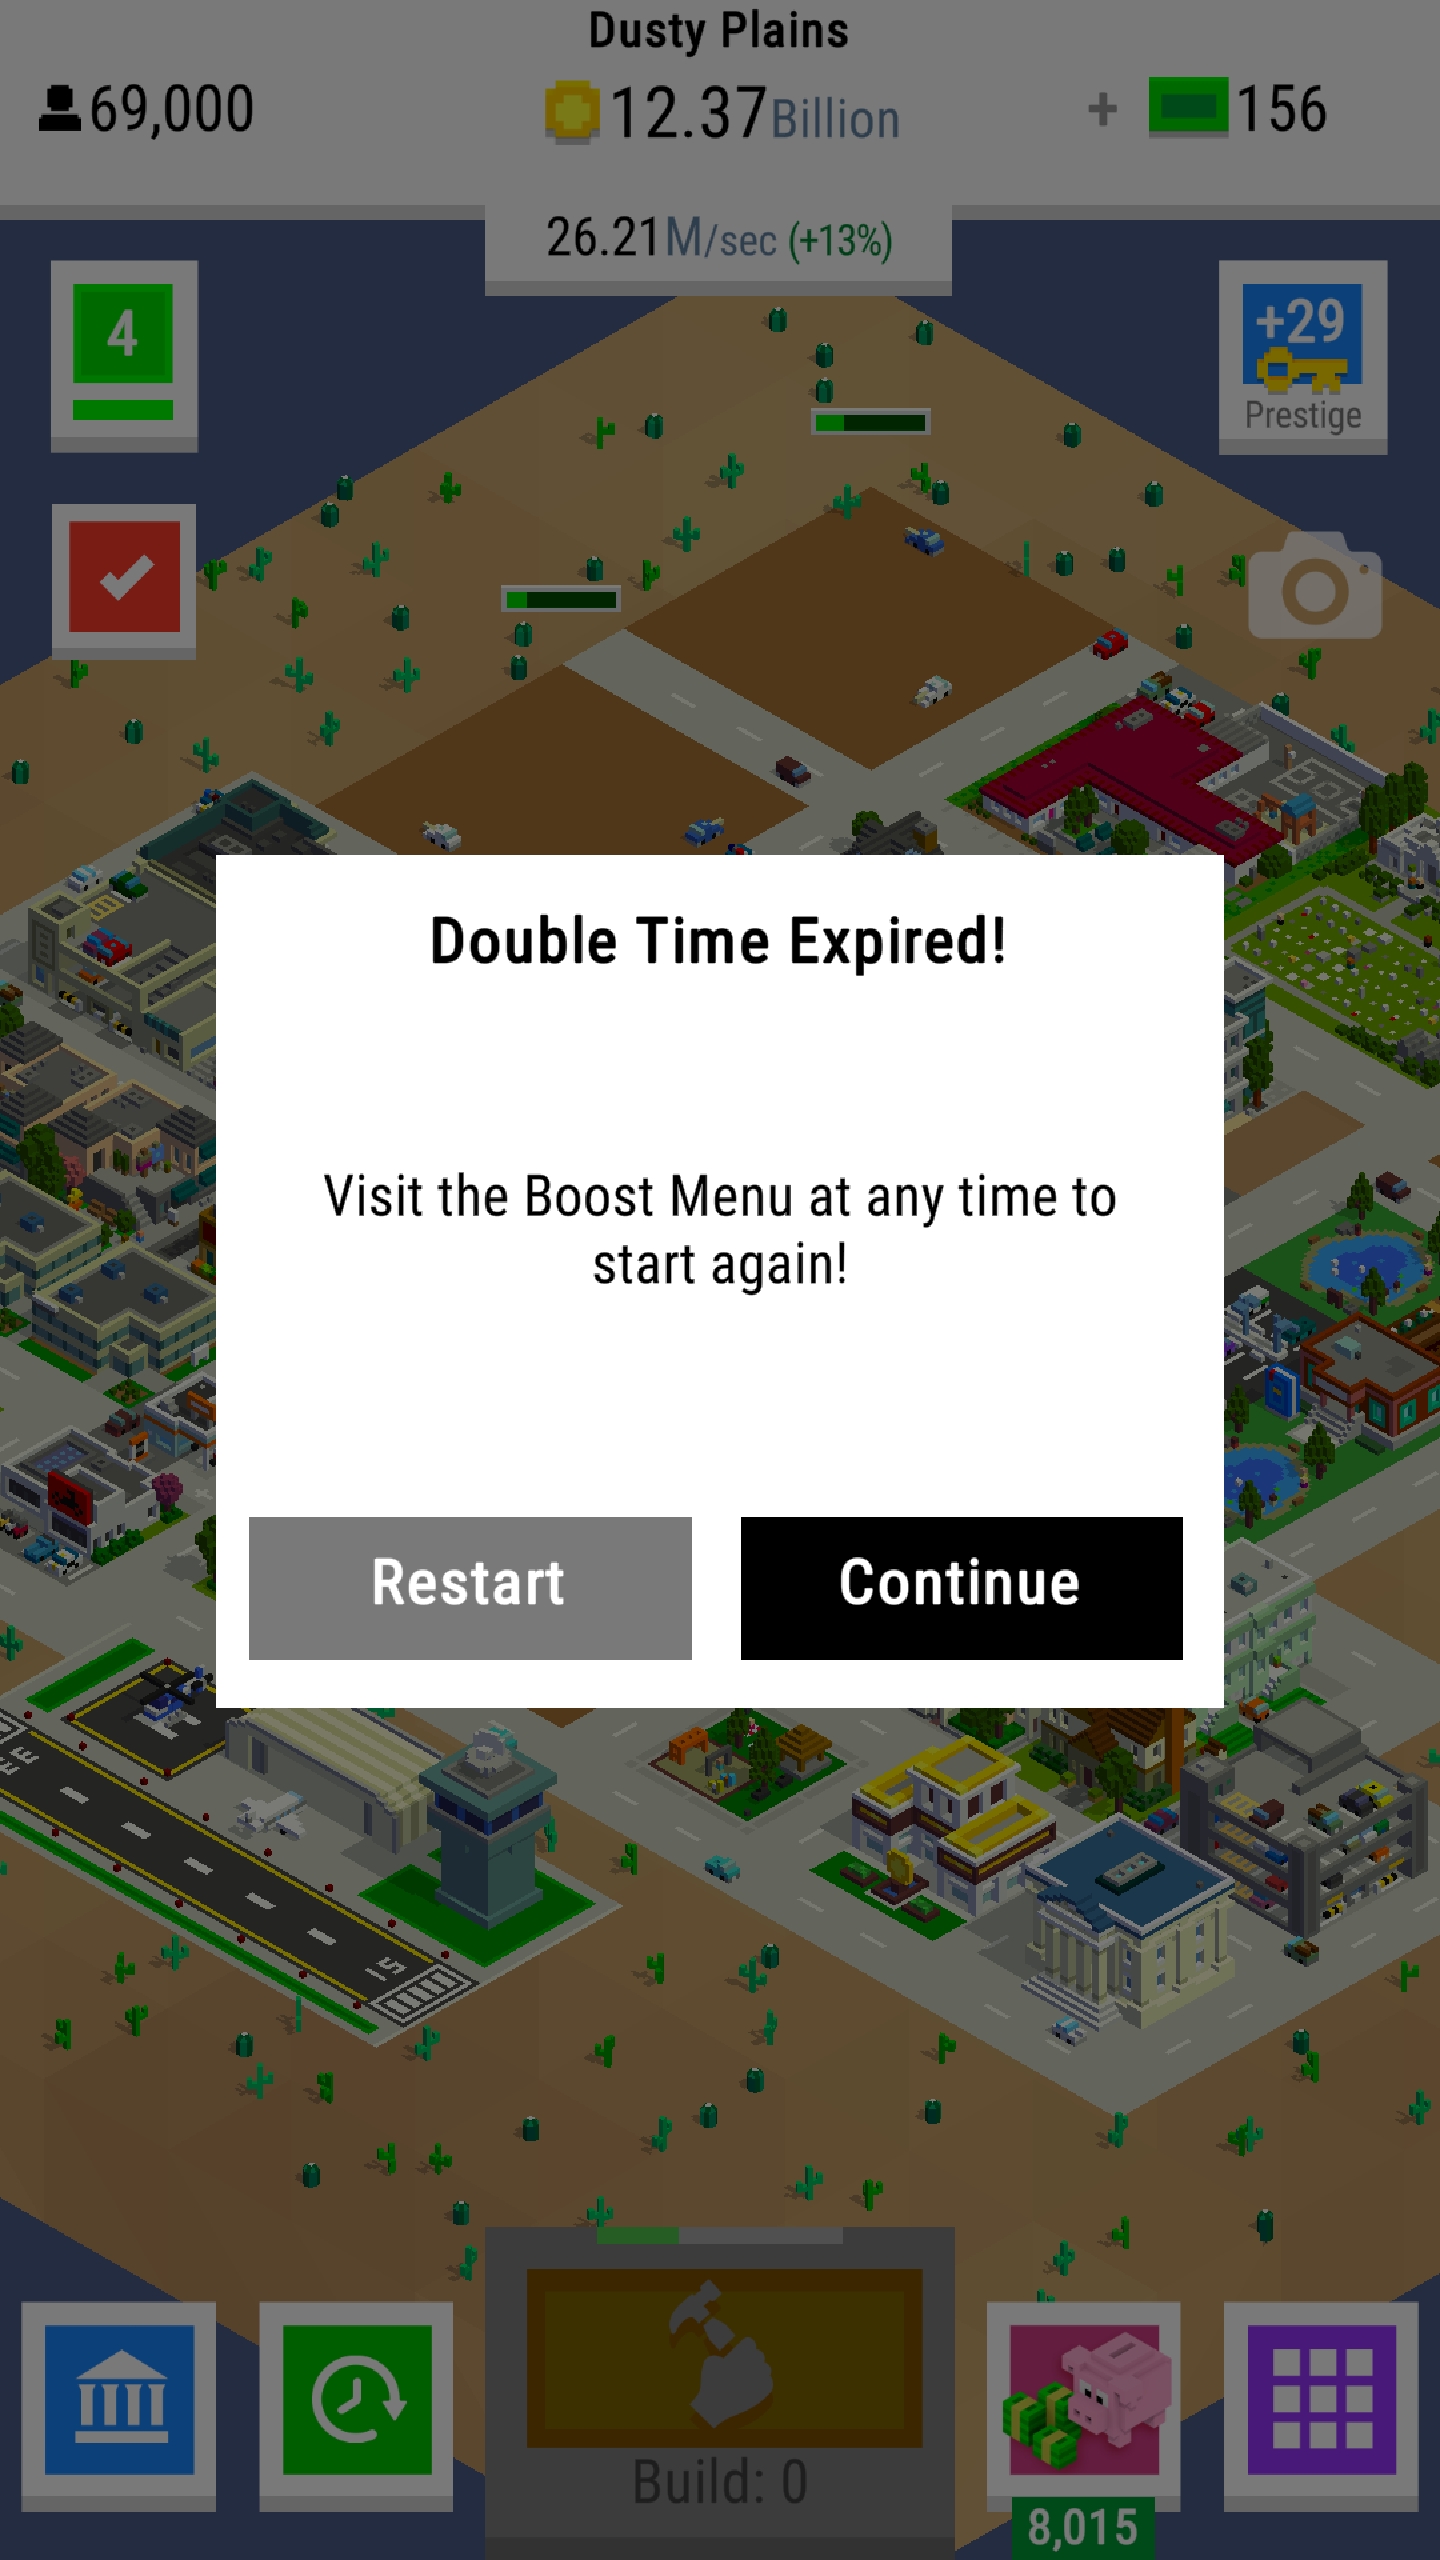 Dusty Plains
69,000
12.37Billion
+ 156
26.21M/sec (+13%)
4
+29
Prestige
Double Time Expired!
Visit the Boost Menu at any time to
start again!
Restart
Continue
H
15
Build: 0
8,015